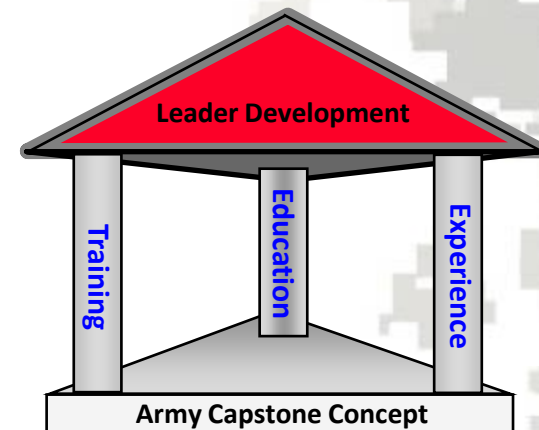 Leader Development
Training
Education
Experience
Army Capstone Concept